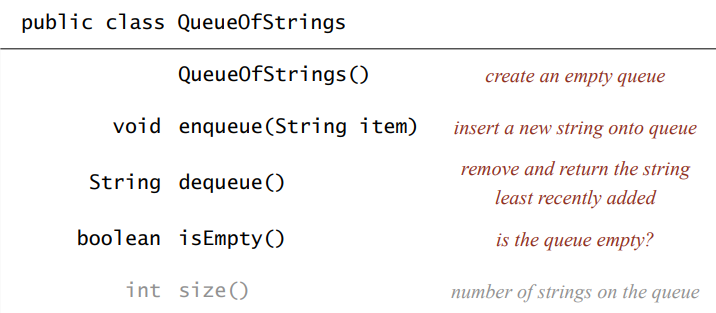 public class QueueOfStrings
QueueOfStrings() create an empty queue
void enqueue(String item) insert a new string onto queue
String dequeue() remove and return the string
least recently added
boolean isEmpty() is the queue empty?
int size() number of strings on the queue